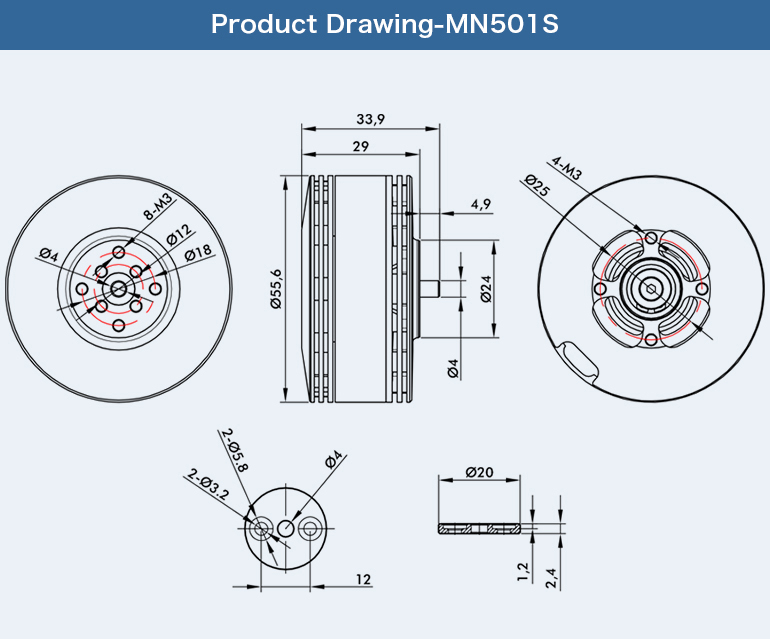 Product Drawing-MN501S
33,9
29
4,9
8-M3
Ø12
Ø18
Ø4
Ø55,6
Ø24
Ø4
4-M3
Ø25
2-Ø5.8
2-Ø3.2
Ø4
12
Ø20
1,2
2,4